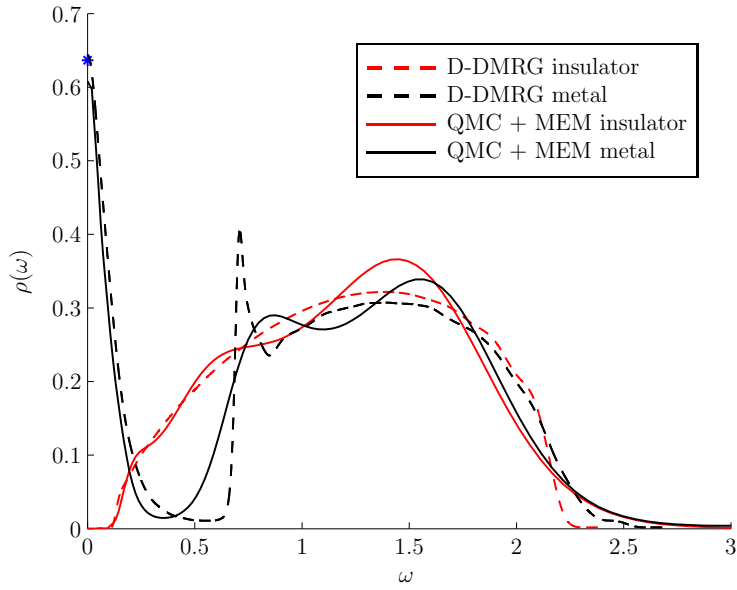 0.7
0.6
0.5
0.4
0.3
0.2
0.1
0
ρ(ω)
D-DMRG insulator
D-DMRG metal
QMC + MEM insulator
QMC + MEM metal
0 0.5 1 1.5 2 2.5 3
ω